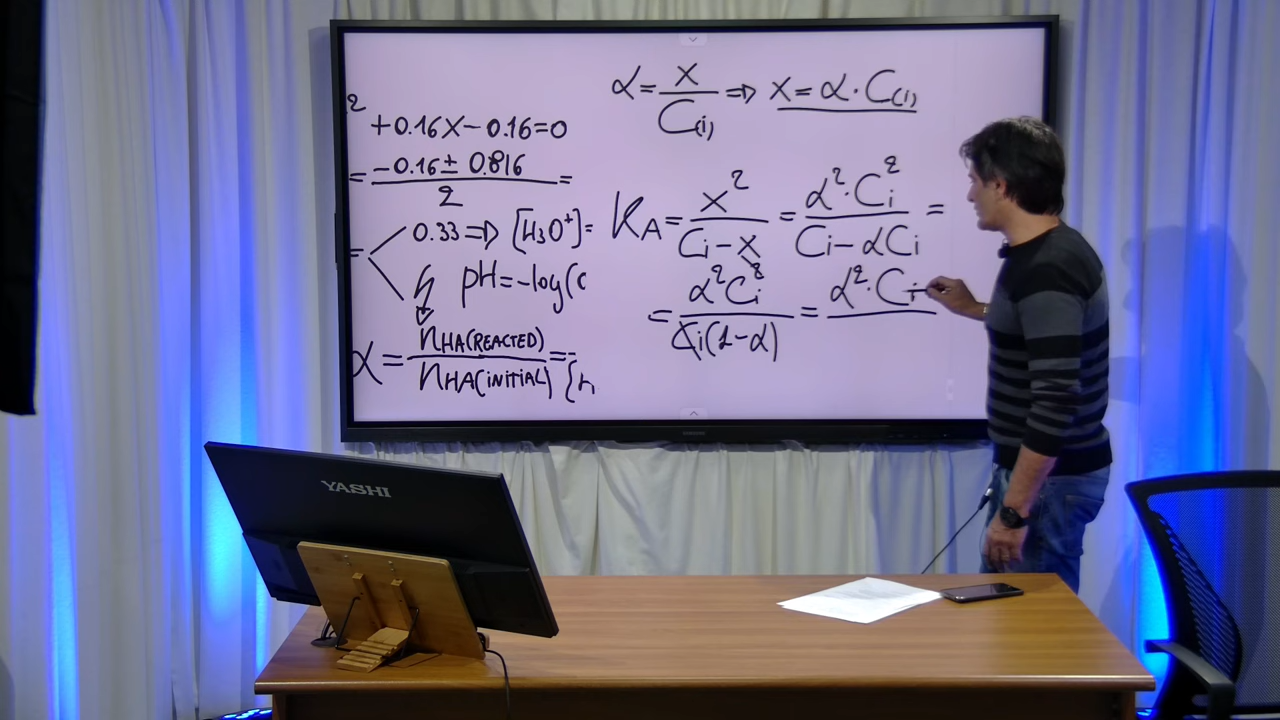 ² +0.16x-0.16=0
= (-0.16 ± 0.816)/2 =
= 0.33 ⇒ [H₃O⁺]=
pH=-log(
α = nHA(REACTED)/nHA(INITIAL) ==
α = x/C(i) ⇒ x = α · C(i)
KA = x²/(Ci - x) = α² · Ci²/(Ci - αCi) =
= α²Ci²/(Ci(1-α)) = α² · Ci
YASHI